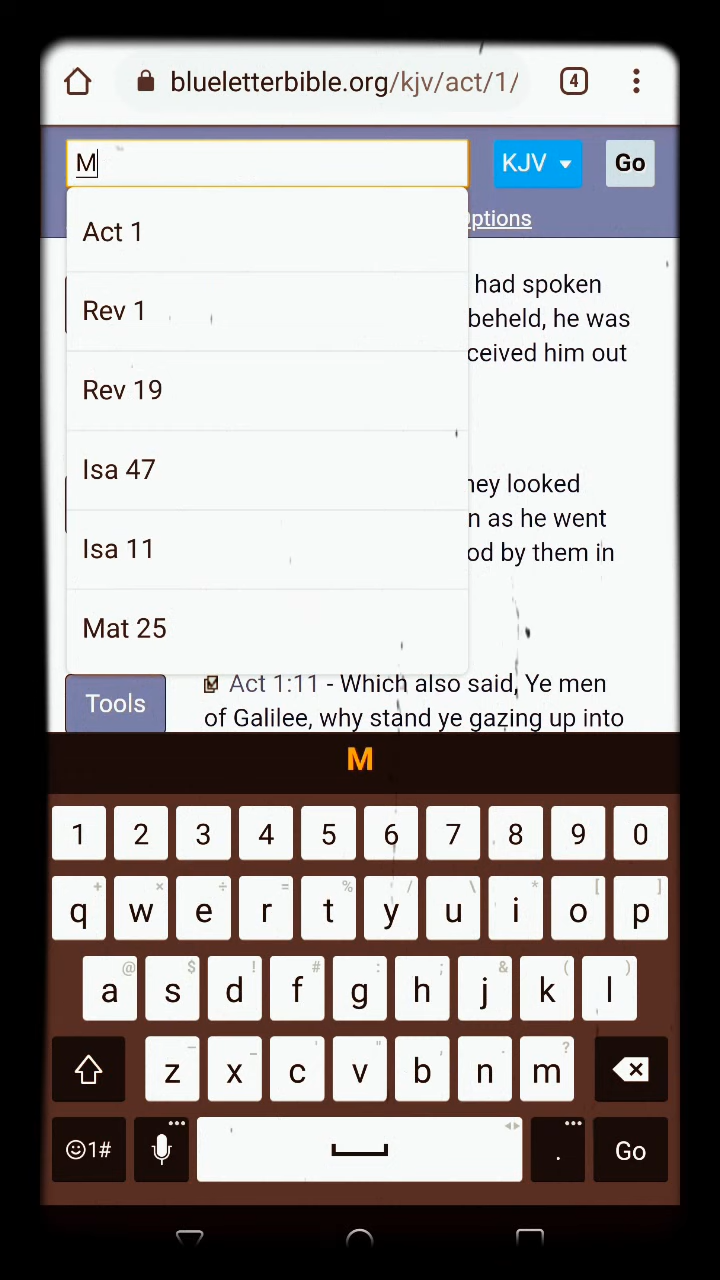 blueletterbible.org/kjv/act/1/
4
M
KJV
Go
Options
Act 1
Rev 1
Rev 19
Isa 47
Isa 11
Mat 25
had spoken
beheld, he was
ceived him out
hey looked
n as he went
od by them in
Tools
Act 1:11 - Which also said, Ye men
of Galilee, why stand ye gazing up into
M
1 2 3 4 5 6 7 8 9 0
+ × ÷ = % / \ * [ ]
q w e r t y u i o p
@ $ ! # : ; & ( )
a s d f g h j k l
– _ ' " , . ?
z x c v b n m
1# . Go